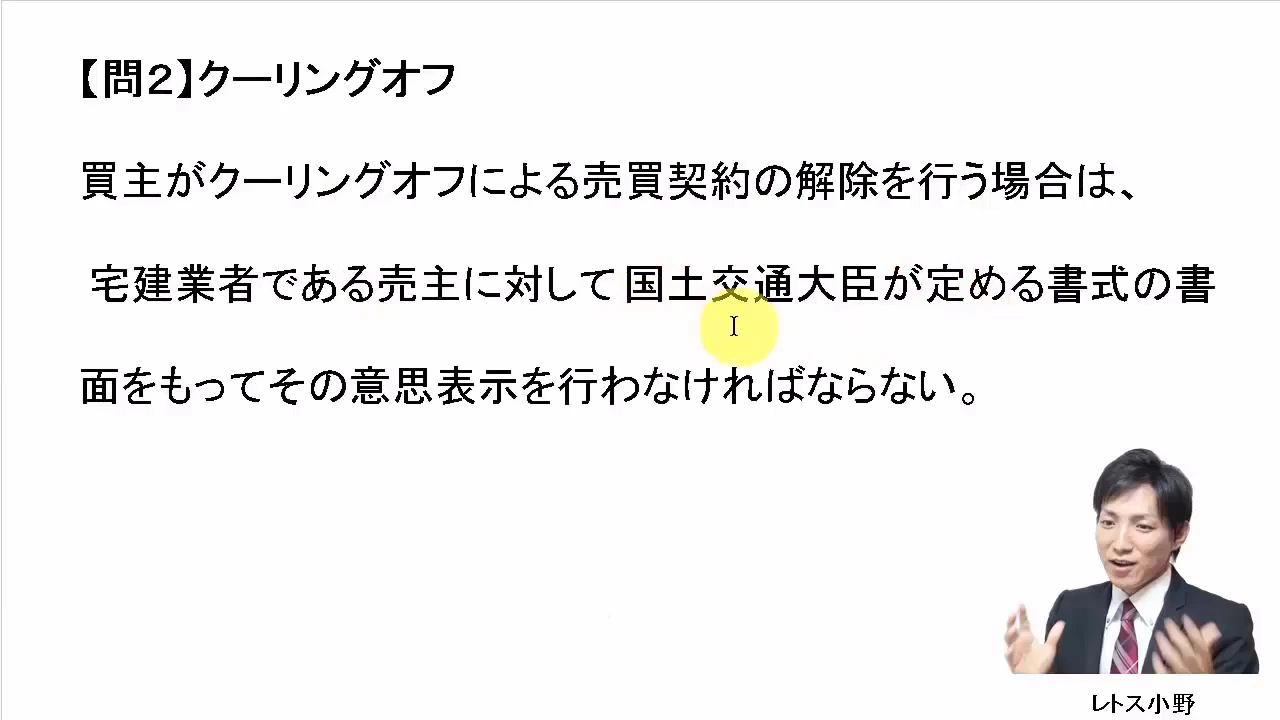 【問2】クーリングオフ
買主がクーリングオフによる売買契約の解除を行う場合は、
宅建業者である売主に対して国土交通大臣が定める書式の書
面をもってその意思表示を行わなければならない。
レトス小野